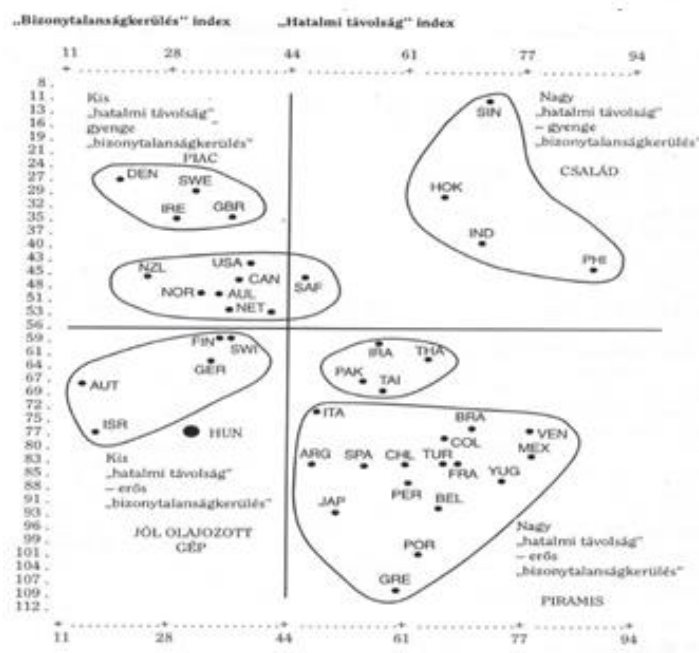 „Bizonytalanságkerülés” index „Hatalmi távolság” index
11 28 44 61 77 94
8
11
13
16
19
21
24
27
29
32
35
37
40
43
45
48
51
53
56
59
61
64
67
69
72
75
77
80
83
85
88
91
93
96
99
101
104
107
109
112
Kis
„hatalmi távolság”
gyenge
„bizonytalanságkerülés”
PIAC
DEN
SWE
IRE GBR
Nagy
„hatalmi távolság”
– gyenge
„bizonytalanságkerülés”
CSALÁD
SIN
HOK
IND
PHI
USA
NZL CAN SAF
NOR AUL
NET
FIN SWI
GER
AUT
ISR
HUN
Kis
„hatalmi távolság”
– erős
„bizonytalanságkerülés”
JÓL OLAJOZOTT
GÉP
IRA THA
PAK TAI
ITA
BRA
COL VEN
MEX
ARG SPA CHL TUR FRA YUG
PER BEL
JAP
POR
GRE
Nagy
„hatalmi távolság”
– erős
„bizonytalanságkerülés”
PIRAMIS
11 28 44 61 77 94